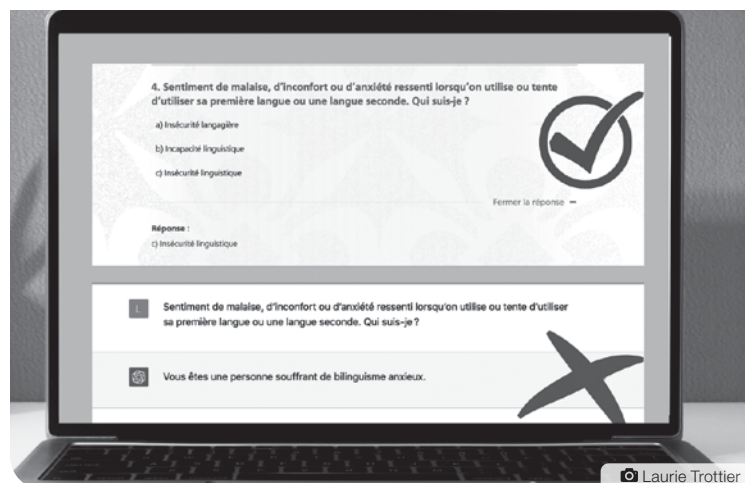 4. Sentiment de malaise, d'inconfort ou d'anxiété ressenti lorsqu'on utilise ou tente
d'utiliser sa première langue ou une langue seconde. Qui suis-je ?
a) Insécurité langagière
b) Incapacité linguistique
c) Insécurité linguistique
Fermer la réponse −
Réponse :
c) Insécurité linguistique
L
Sentiment de malaise, d'inconfort ou d'anxiété ressenti lorsqu'on utilise ou tente d'utiliser
sa première langue ou une langue seconde. Qui suis-je ?
Vous êtes une personne souffrant de bilinguisme anxieux.
Laurie Trottier